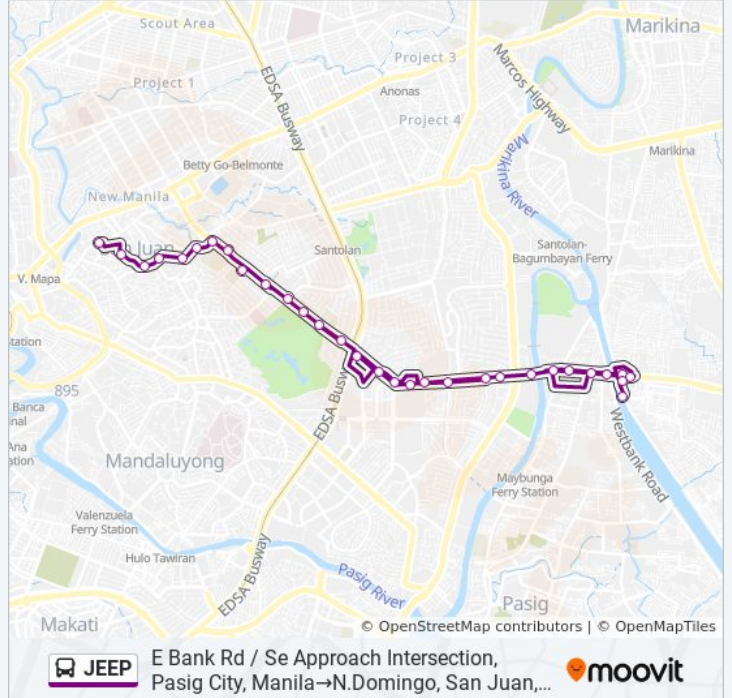 Scout Area
Marikina
Project 3
Project 1
EDSA Busway
Anonas
Marcos Highway
Project 4
Betty Go-Belmonte
Marikina
Marikina River
New Manila
Juan
Santolan
Santolan-
Bagumbayan Ferry
V. Mapa
tation
895
EDSA Busw
Banca
nal
Ana
ation
Mandaluyong
Westbank Road
Maybunga
Ferry Station
Valenzuela
Ferry Station
Hulo Tawiran
EDSA Busway
Pasig River
Pasig
Makati
© OpenStreetMap contributors | © OpenMapTiles
JEEP
E Bank Rd / Se Approach Intersection,
Pasig City, Manila→N.Domingo, San Juan,...
moovit